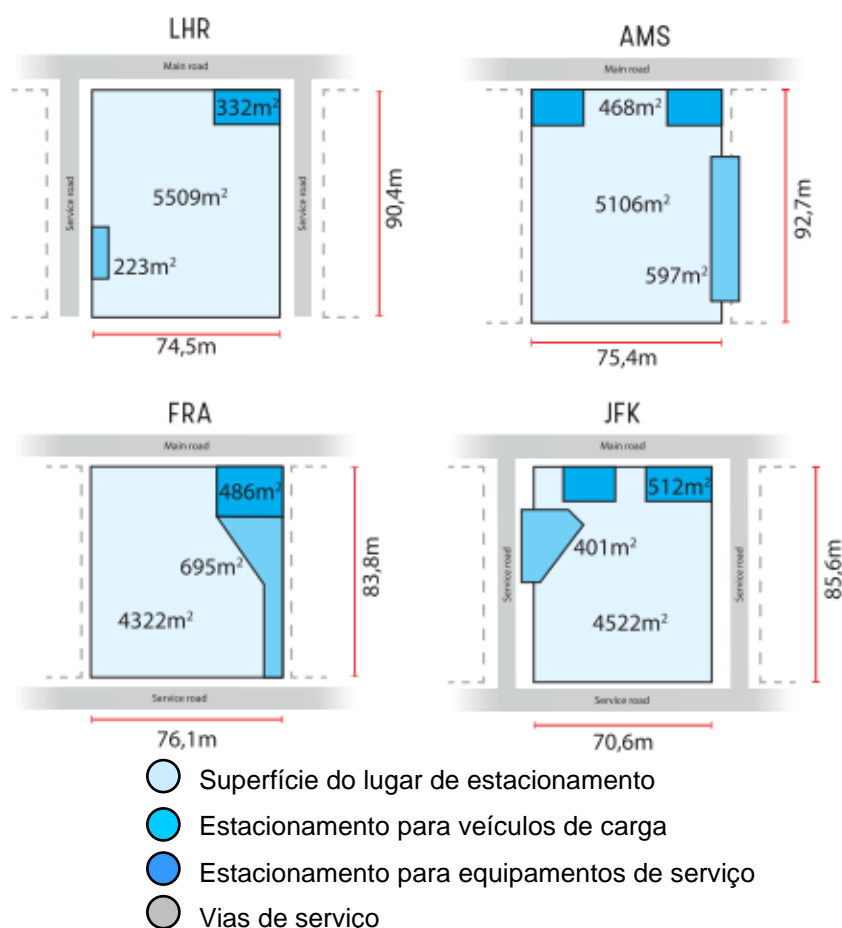 LHR
Main road
332m²
Service road
5509m²
Service road
223m²
90,4m
74,5m
AMS
Main road
468m²
5106m²
597m²
92,7m
75,4m
FRA
Main road
486m²
695m²
4322m²
83,8m
Service road
76,1m
JFK
Main road
512m²
401m²
Service road
Service road
4522m²
85,6m
Service road
70,6m
Superfície do lugar de estacionamento
Estacionamento para veículos de carga
Estacionamento para equipamentos de serviço
Vias de serviço